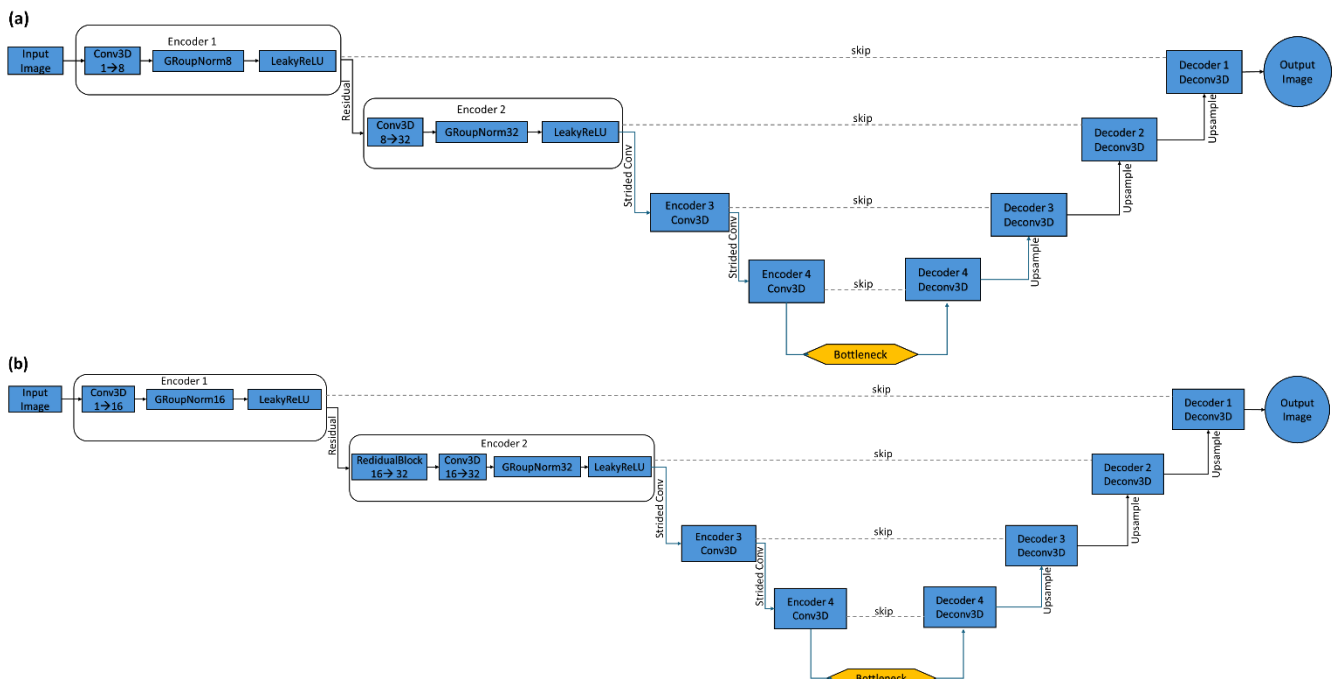 (a)
Input
Image
Encoder 1
Conv3D
1→8
GRoupNorm8
LeakyReLU
Residual
skip
Encoder 2
Conv3D
8→32
GRoupNorm32
LeakyReLU
Strided Conv
skip
Encoder 3
Conv3D
Strided Conv
skip
Encoder 4
Conv3D
skip
Bottleneck
Decoder 4
Deconv3D
Upsample
Decoder 3
Deconv3D
Upsample
Decoder 2
Deconv3D
Upsample
Decoder 1
Deconv3D
Output
Image
(b)
Input
Image
Encoder 1
Conv3D
1→16
GRoupNorm16
LeakyReLU
Residual
skip
Encoder 2
RedidualBlock
16→ 32
Conv3D
16→32
GRoupNorm32
LeakyReLU
Strided Conv
skip
Encoder 3
Conv3D
Strided Conv
skip
Encoder 4
Conv3D
skip
Bottleneck
Decoder 4
Deconv3D
Upsample
Decoder 3
Deconv3D
Upsample
Decoder 2
Deconv3D
Upsample
Decoder 1
Deconv3D
Output
Image